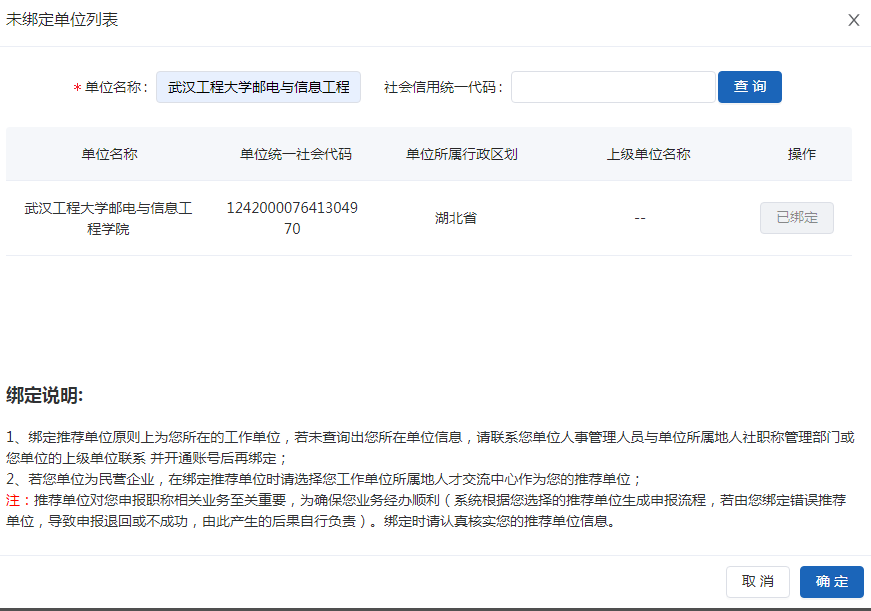 未绑定单位列表
* 单位名称： 武汉工程大学邮电与信息工程 社会信用统一代码： 查 询
单位名称 单位统一社会代码 单位所属行政区划 上级单位名称 操作
武汉工程大学邮电与信息工
程学院
1242000076413049
70
湖北省
--
已绑定
绑定说明:
1、绑定推荐单位原则上为您所在的工作单位，若未查询出您所在单位信息，请联系您单位人事管理人员与单位所属地人社职称管理部门或
您单位的上级单位联系 并开通账号后再绑定；
2、若您单位为民营企业，在绑定推荐单位时请选择您工作单位所属地人才交流中心作为您的推荐单位；
注：推荐单位对您申报职称相关业务至关重要，为确保您业务经办顺利（系统根据您选择的推荐单位生成申报流程，若由您绑定错误推荐
单位，导致申报退回或不成功，由此产生的后果自行负责）。绑定时请认真核实您的推荐单位信息。
取 消 确 定